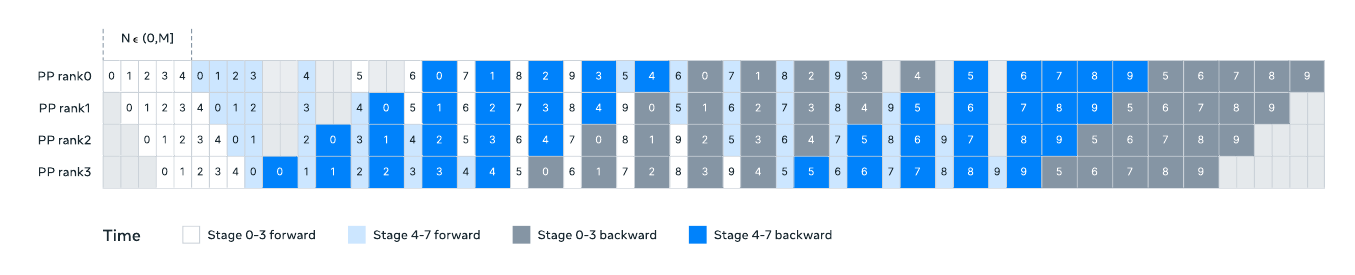 N ϵ (0,M]
PP rank0 0 1 2 3 4 0 1 2 3 4 5 6 0 7 1 8 2 9 3 5 4 6 0 7 1 8 2 9 3 4 5 6 7 8 9 5 6 7 8 9
PP rank1 0 1 2 3 4 0 1 2 3 4 0 5 1 6 2 7 3 8 4 9 0 5 1 6 2 7 3 8 4 9 5 6 7 8 9 5 6 7 8 9
PP rank2 0 1 2 3 4 0 1 2 0 3 1 4 2 5 3 6 4 7 0 8 1 9 2 5 3 6 4 7 5 8 6 9 7 8 9 5 6 7 8 9
PP rank3 0 1 2 3 4 0 0 1 1 2 2 3 3 4 4 5 0 6 1 7 2 8 3 9 4 5 5 6 6 7 7 8 8 9 9 5 6 7 8 9
Time Stage 0-3 forward Stage 4-7 forward Stage 0-3 backward Stage 4-7 backward